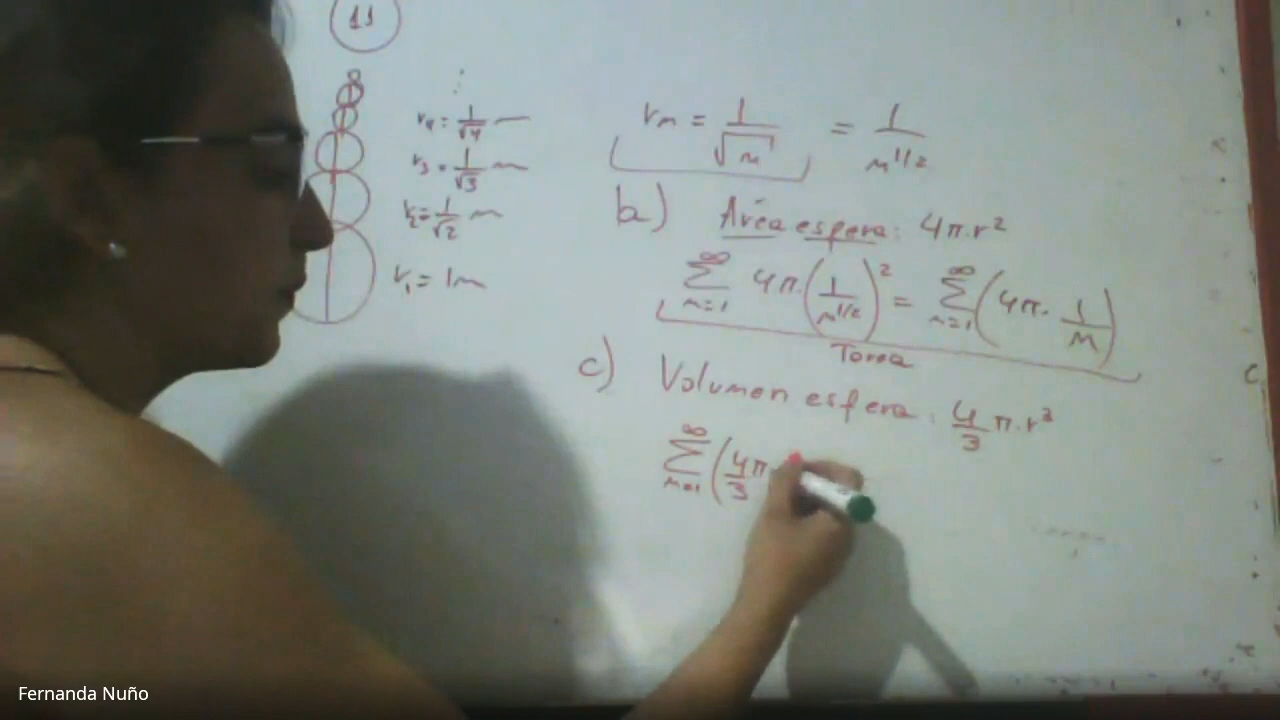 11
r₄ = 1/√4 m
r₃ = 1/√3 m
r₂ = 1/√2 m
r₁ = 1m
rn = 1/√n = 1/n^1/2
b) Área esfera: 4π.r²
∞∑n=1 4π.(1/n^1/2)² = ∞∑n=1 (4π. 1/n)
Tarea
c) Volumen esfera: 4/3 π.r³
∞∑n=1 (4π/3
Fernanda Nuño